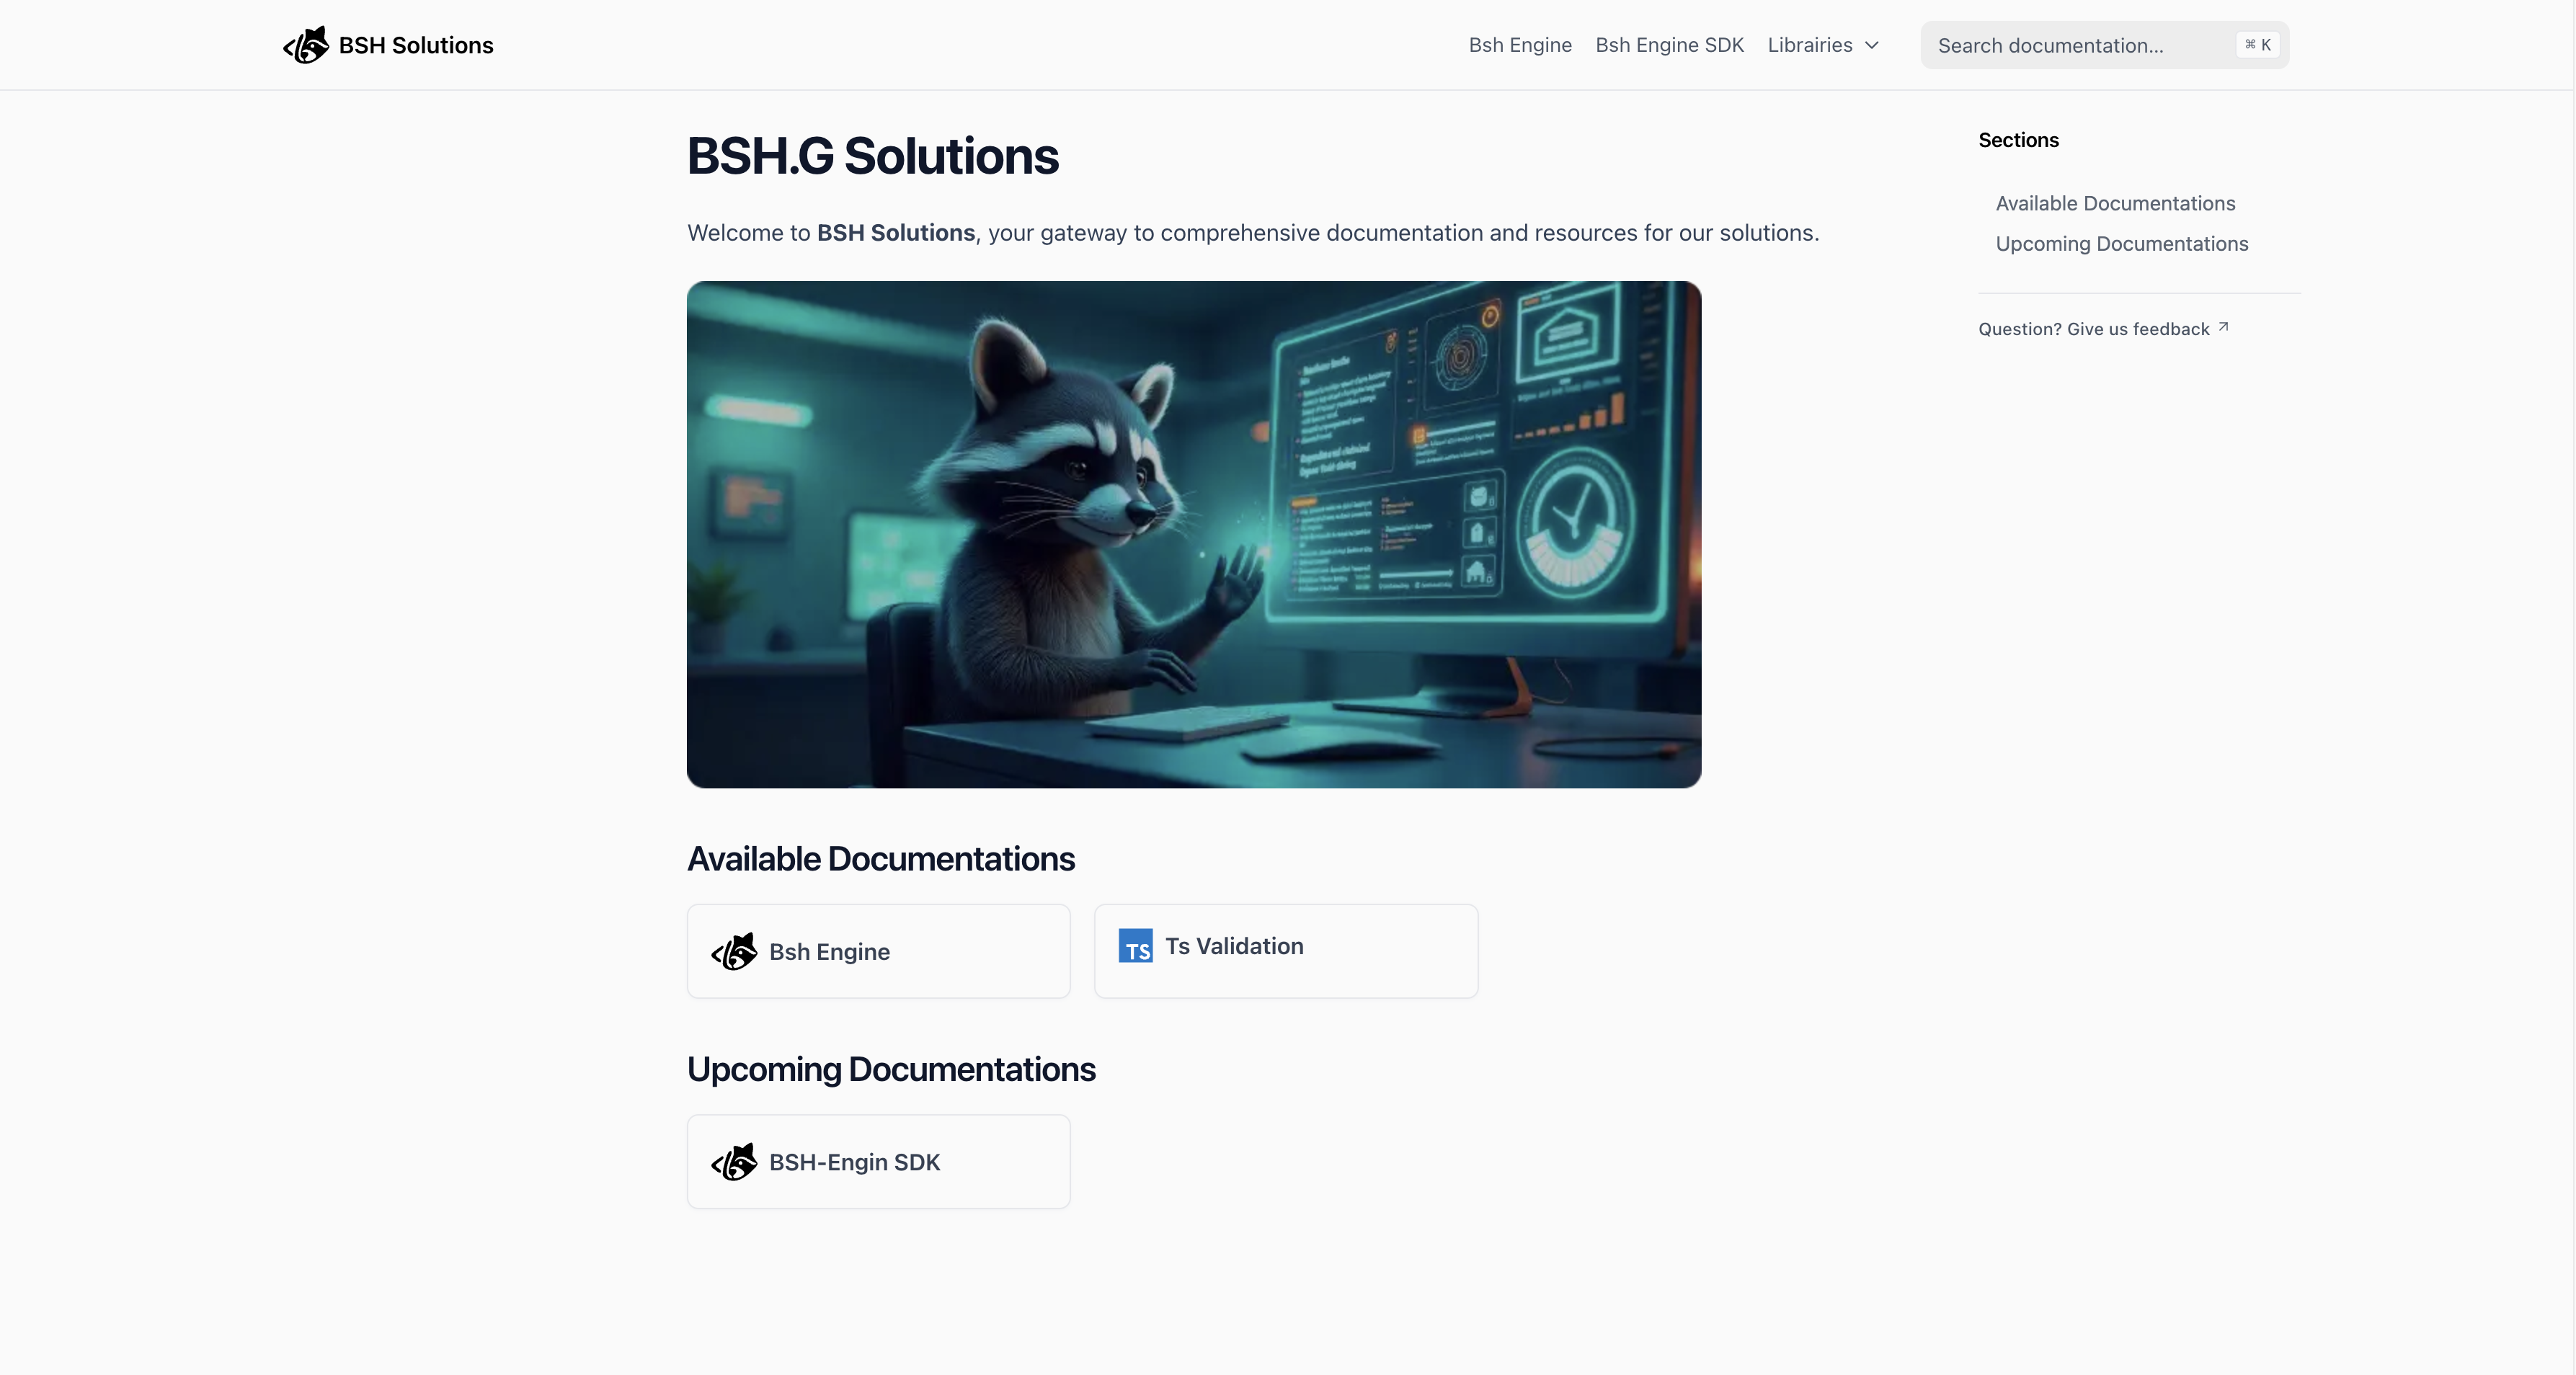 BSH Solutions
Bsh Engine
Bsh Engine SDK
Librairies
Search documentation...
⌘ K
BSH.G Solutions
Welcome to BSH Solutions, your gateway to comprehensive documentation and resources for our solutions.
Sections
Available Documentations
Upcoming Documentations
Question? Give us feedback
Available Documentations
Bsh Engine
TS
Ts Validation
Upcoming Documentations
BSH-Engin SDK